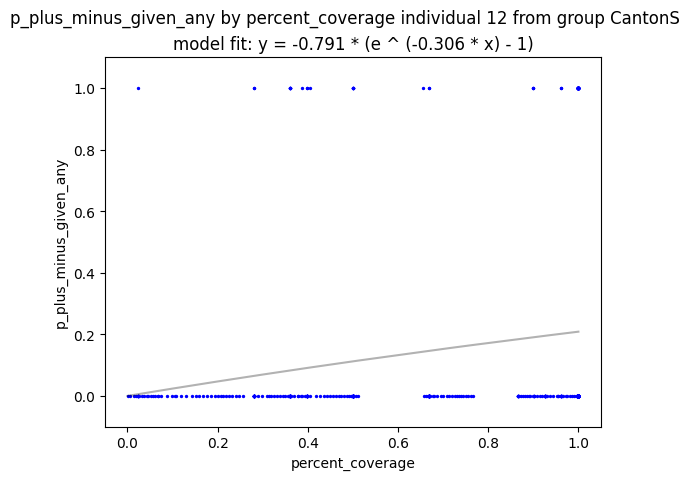 p_plus_minus_given_any by percent_coverage individual 12 from group CantonS
model fit: y = -0.791 * (e ^ (-0.306 * x) - 1)
1.0
0.8
0.6
0.4
0.2
0.0
p_plus_minus_given_any
0.0 0.2 0.4 0.6 0.8 1.0
percent_coverage